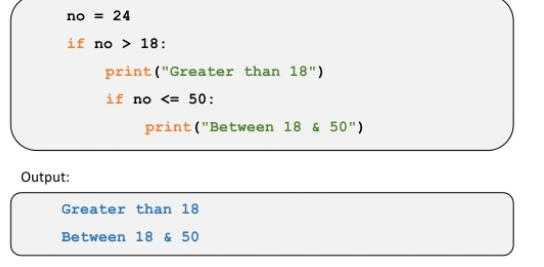 no = 24
if no > 18:
print("Greater than 18")
if no <= 50:
print("Between 18 & 50")
Output:
Greater than 18
Between 18 & 50